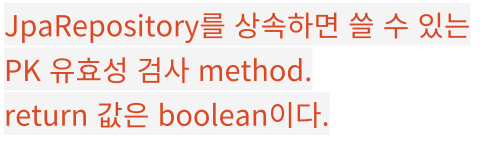 JpaRepository를 상속하면 쓸 수 있는
PK 유효성 검사 method.
return 값은 boolean이다.